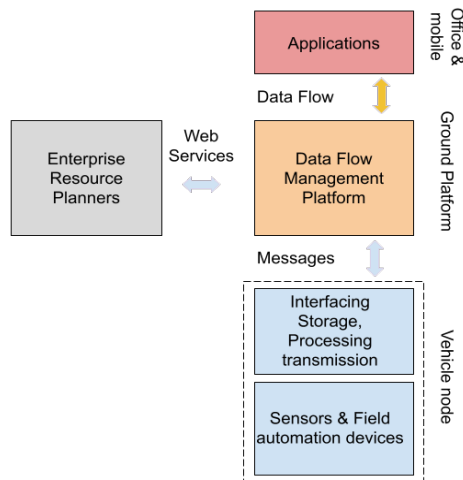 Applications
Office &
mobile
Data Flow
Web
Services
Enterprise
Resource
Planners
Data Flow
Management
Platform
Ground Platform
Messages
Interfacing
Storage,
Processing
transmission
Vehicle node
Sensors & Field
automation devices